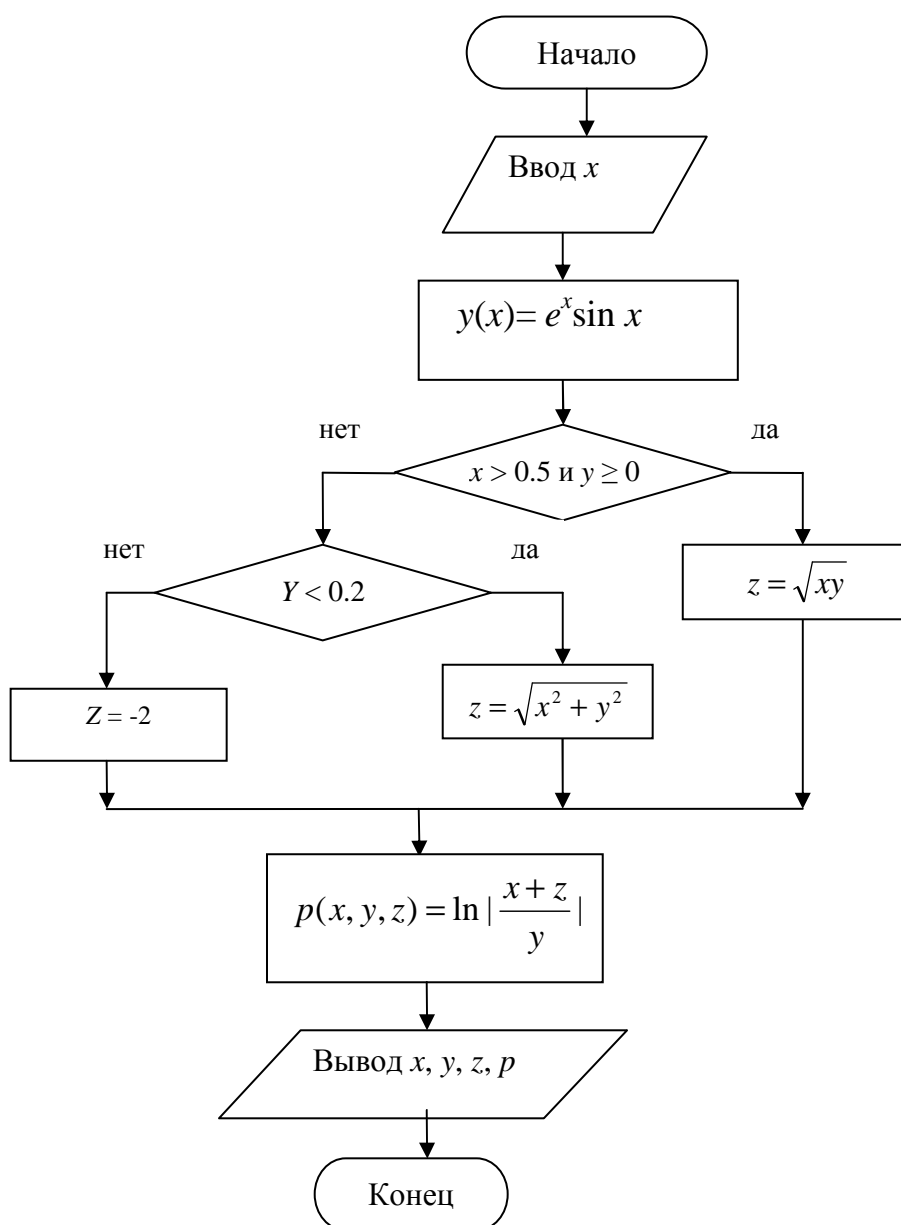 Начало
Ввод x
y(x)= e^x sin x
нет
да
x > 0.5 и y ≥ 0
нет
да
Y < 0.2
z = √xy
Z = -2
z = √x² + y²
p(x, y, z) = ln | x + z / y |
Вывод x, y, z, p
Конец